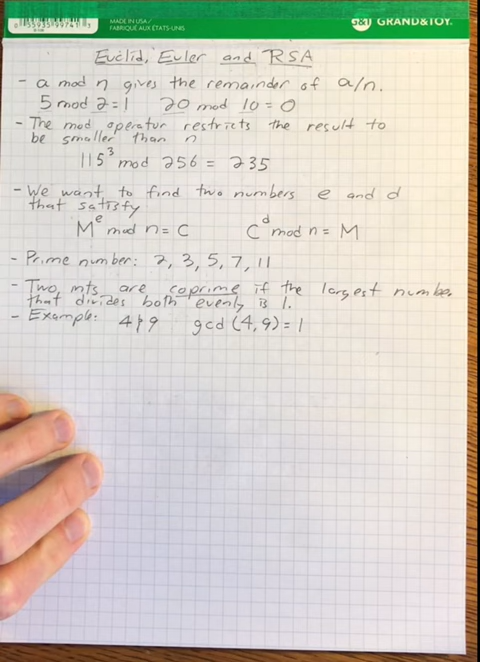 MADE IN USA /
FABRIQUÉ AUX ÉTATS-UNIS
G&T GRAND&TOY.
Euclid, Euler and RSA
- a mod n gives the remainder of a/n.
5 mod 2 = 1 20 mod 10 = 0
- The mod operator restricts the result to
be smaller than n
115³ mod 256 = 235
- We want to find two numbers e and d
that satisfy
Mᵉ mod n = C Cᵈ mod n = M
- Prime number: 2, 3, 5, 7, 11
- Two ints are coprime if the largest number
that divides both evenly is 1.
- Example: 4 & 9 gcd (4, 9) = 1